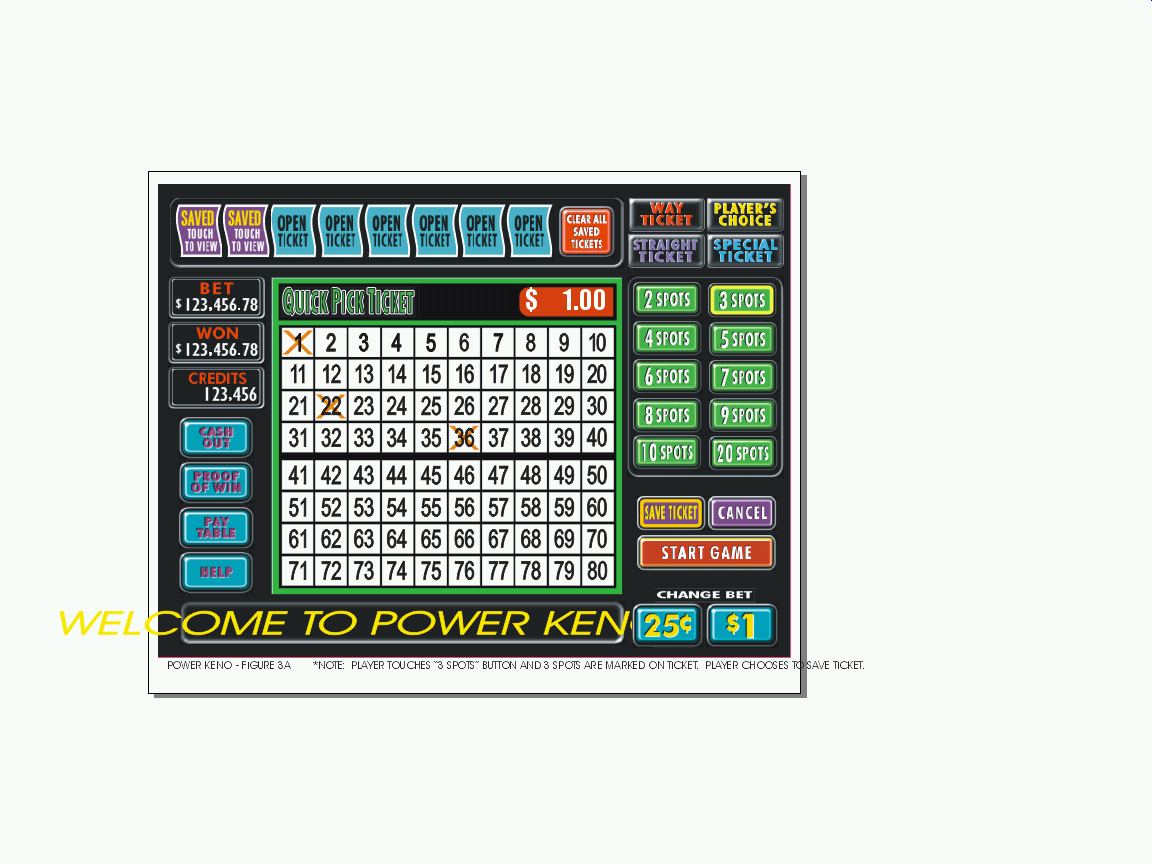 SAVED TOUCH TO VIEW
SAVED TOUCH TO VIEW
OPEN TICKET
OPEN TICKET
OPEN TICKET
OPEN TICKET
OPEN TICKET
OPEN TICKET
CLEAR ALL SAVED TICKETS
WAY TICKET
PLAYER'S CHOICE
STRAIGHT TICKET
SPECIAL TICKET
BET
$123,456.78
WON
$123,456.78
CREDITS
123,456
CASH OUT
PROOF OF WIN
PAY TABLE
HELP
QUICK PICK TICKET
$ 1.00
1 2 3 4 5 6 7 8 9 10
11 12 13 14 15 16 17 18 19 20
21 22 23 24 25 26 27 28 29 30
31 32 33 34 35 36 37 38 39 40
41 42 43 44 45 46 47 48 49 50
51 52 53 54 55 56 57 58 59 60
61 62 63 64 65 66 67 68 69 70
71 72 73 74 75 76 77 78 79 80
2 SPOTS
3 SPOTS
4 SPOTS
5 SPOTS
6 SPOTS
7 SPOTS
8 SPOTS
9 SPOTS
10 SPOTS
20 SPOTS
SAVE TICKET
CANCEL
START GAME
CHANGE BET
25¢
$1
WELCOME TO POWER KEN
POWER KENO - FIGURE 3A *NOTE: PLAYER TOUCHES "3 SPOTS" BUTTON AND 3 SPOTS ARE MARKED ON TICKET. PLAYER CHOOSES TO SAVE TICKET.